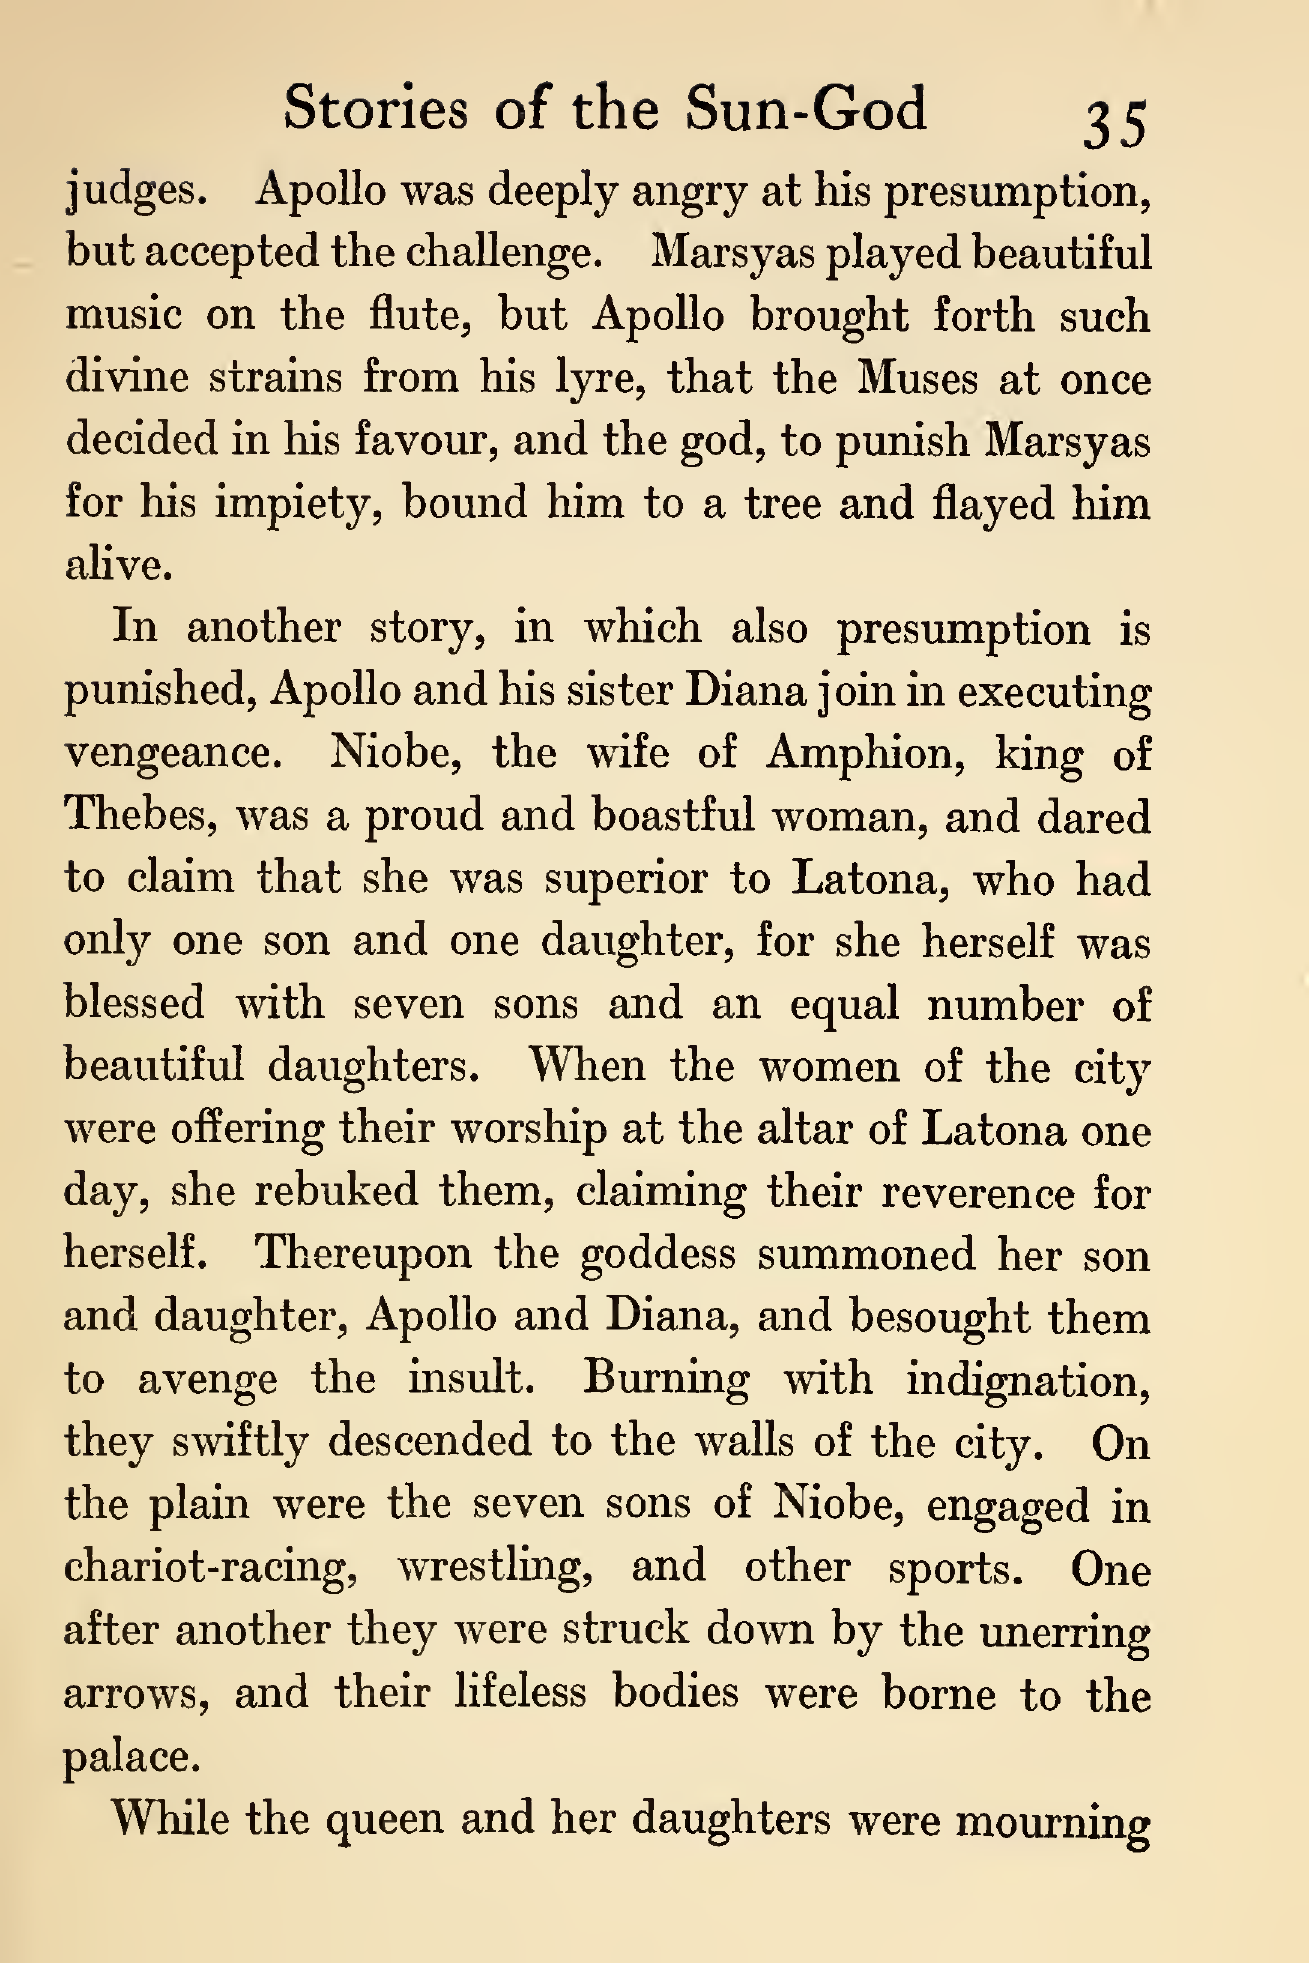 Stories of the Sun-God 35
judges. Apollo was deeply angry at his presumption,
but accepted the challenge. Marsyas played beautiful
music on the flute, but Apollo brought forth such
divine strains from his lyre, that the Muses at once
decided in his favour, and the god, to punish Marsyas
for his impiety, bound him to a tree and flayed him
alive.
In another story, in which also presumption is
punished, Apollo and his sister Diana join in executing
vengeance. Niobe, the wife of Amphion, king of
Thebes, was a proud and boastful woman, and dared
to claim that she was superior to Latona, who had
only one son and one daughter, for she herself was
blessed with seven sons and an equal number of
beautiful daughters. When the women of the city
were offering their worship at the altar of Latona one
day, she rebuked them, claiming their reverence for
herself. Thereupon the goddess summoned her son
and daughter, Apollo and Diana, and besought them
to avenge the insult. Burning with indignation,
they swiftly descended to the walls of the city. On
the plain were the seven sons of Niobe, engaged in
chariot-racing, wrestling, and other sports. One
after another they were struck down by the unerring
arrows, and their lifeless bodies were borne to the
palace.
While the queen and her daughters were mourning